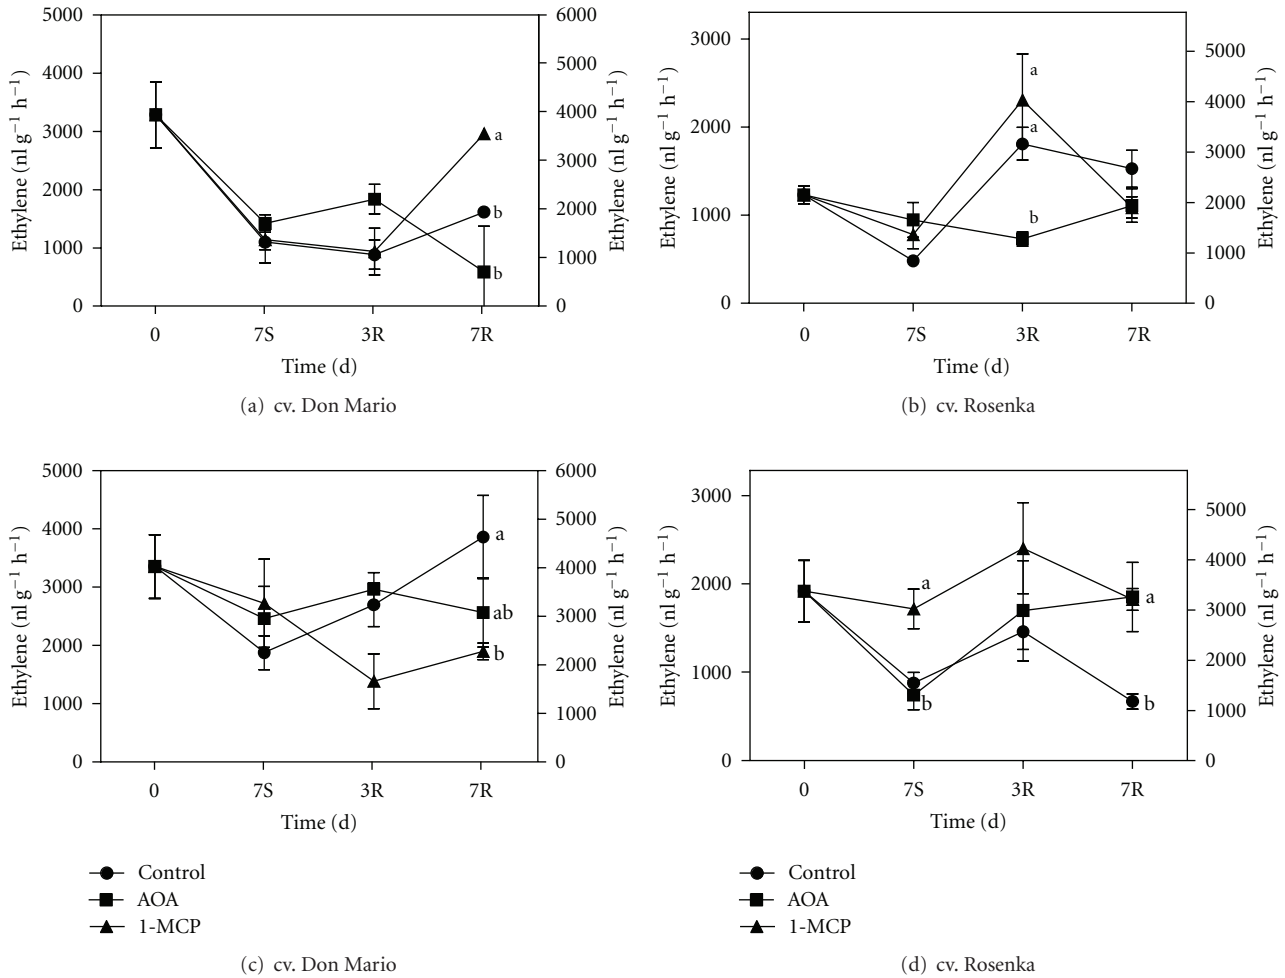 5000
4000
3000
2000
1000
0
Ethylene (nl g⁻¹ h⁻¹)
6000
5000
4000
3000
2000
1000
0
Ethylene (nl g⁻¹ h⁻¹)
a
b
b
0 7S 3R 7R
Time (d)
(a) cv. Don Mario
3000
2000
1000
0
Ethylene (nl g⁻¹ h⁻¹)
5000
4000
3000
2000
1000
0
Ethylene (nl g⁻¹ h⁻¹)
a
a
b
0 7S 3R 7R
Time (d)
(b) cv. Rosenka
5000
4000
3000
2000
1000
0
Ethylene (nl g⁻¹ h⁻¹)
6000
5000
4000
3000
2000
1000
0
Ethylene (nl g⁻¹ h⁻¹)
a
ab
b
0 7S 3R 7R
Time (d)
Control
AOA
1-MCP
(c) cv. Don Mario
3000
2000
1000
0
Ethylene (nl g⁻¹ h⁻¹)
5000
4000
3000
2000
1000
0
Ethylene (nl g⁻¹ h⁻¹)
a
b
a
b
0 7S 3R 7R
Time (d)
Control
AOA
1-MCP
(d) cv. Rosenka